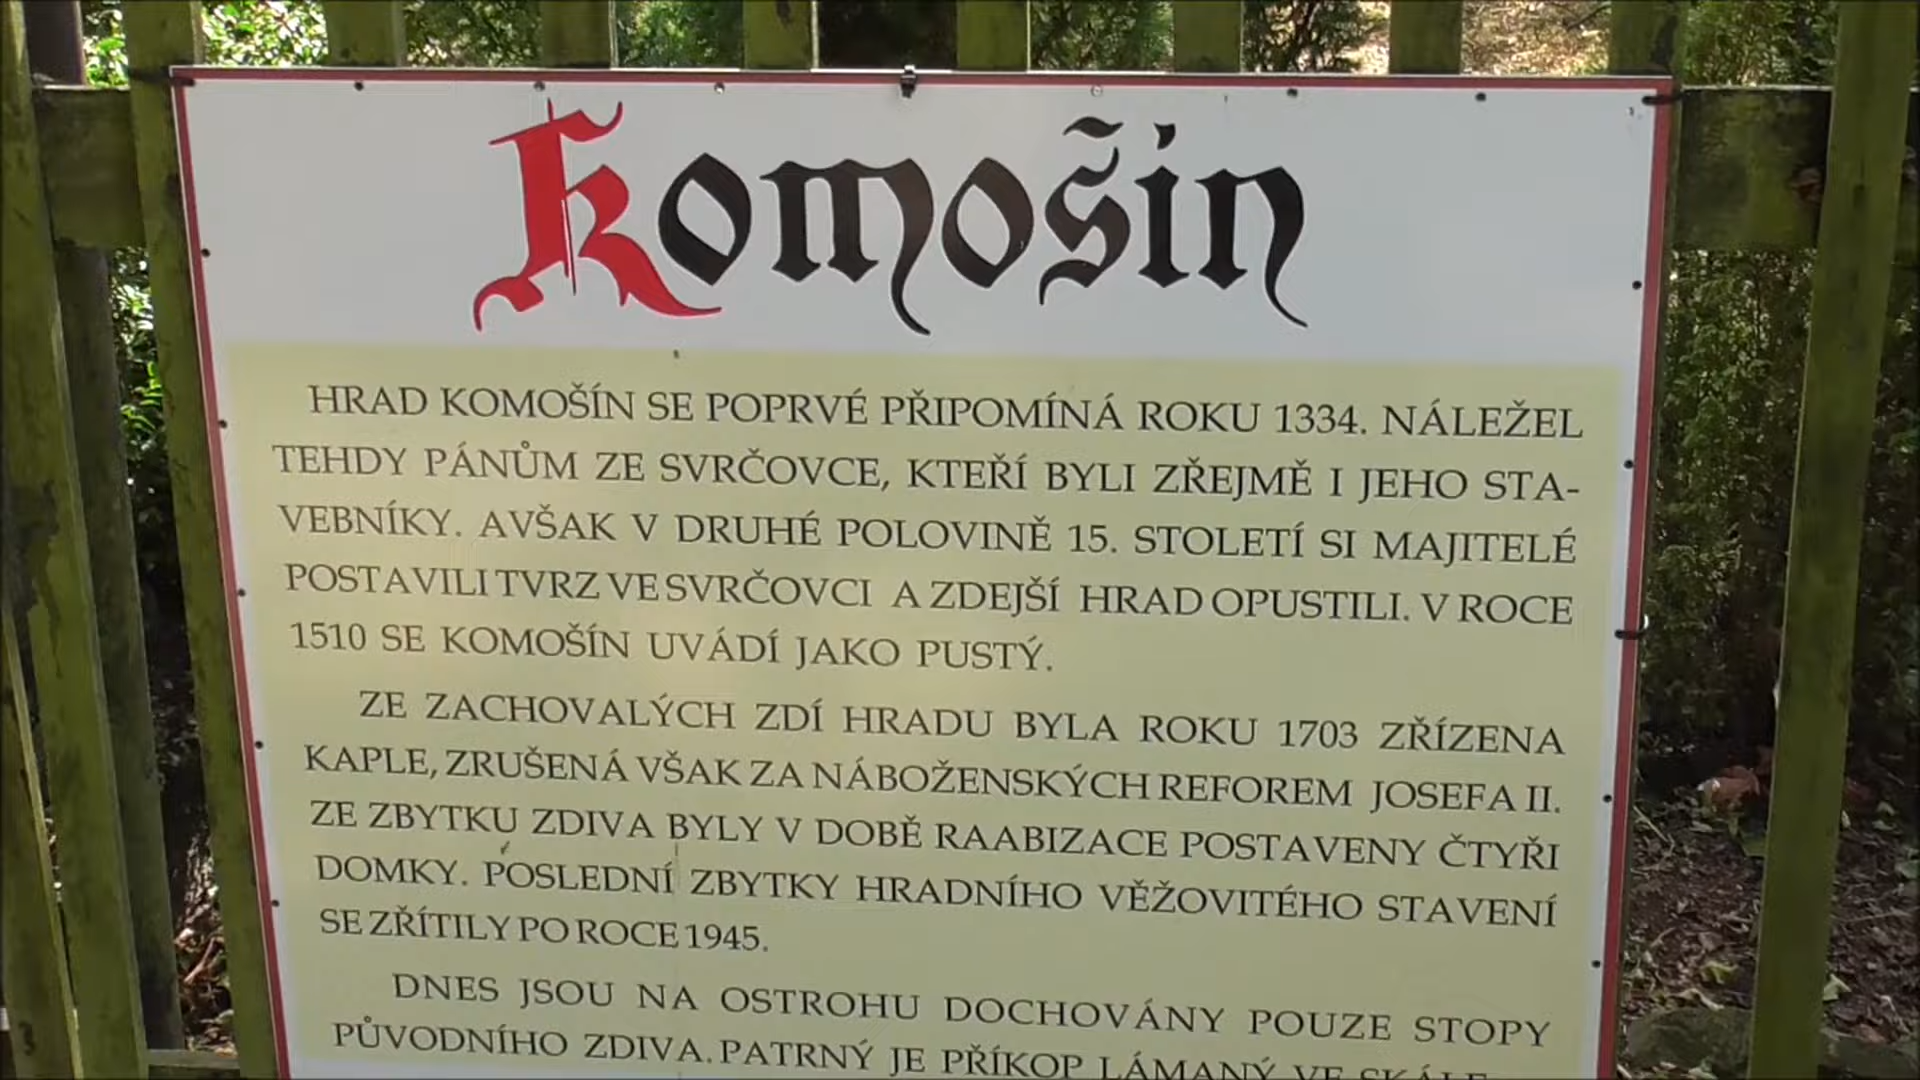 Komošin
HRAD KOMOŠÍN SE POPRVÉ PŘIPOMÍNÁ ROKU 1334. NÁLEŽEL
TEHDY PÁNŮM ZE SVRČOVCE, KTEŘÍ BYLI ZŘEJMĚ I JEHO STA-
VEBNÍKY. AVŠAK V DRUHÉ POLOVINĚ 15. STOLETÍ SI MAJITELÉ
POSTAVILI TVRZ VE SVRČOVCI A ZDEJŠÍ HRAD OPUSTILI. V ROCE
1510 SE KOMOŠÍN UVÁDÍ JAKO PUSTÝ.
ZE ZACHOVALÝCH ZDÍ HRADU BYLA ROKU 1703 ZŘÍZENA
KAPLE, ZRUŠENÁ VŠAK ZA NÁBOŽENSKÝCH REFOREM JOSEFA II.
ZE ZBYTKU ZDIVA BYLY V DOBĚ RAABIZACE POSTAVENY ČTYŘI
DOMKY. POSLEDNÍ ZBYTKY HRADNÍHO VĚŽOVITÉHO STAVENÍ
SE ZŘÍTILY PO ROCE 1945.
DNES JSOU NA OSTROHU DOCHOVÁNY POUZE STOPY
PŮVODNÍHO ZDIVA. PATRNÝ JE PŘÍKOP LÁMANÝ VE SKÁLE